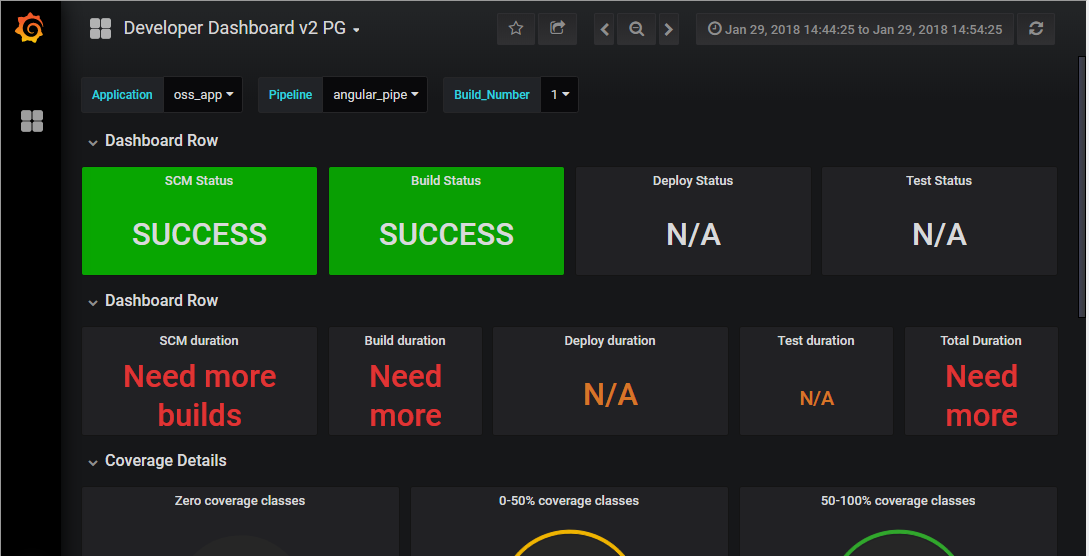 Developer Dashboard v2 PG
Jan 29, 2018 14:44:25 to Jan 29, 2018 14:54:25
Application oss_app Pipeline angular_pipe Build_Number 1
Dashboard Row
SCM Status Build Status Deploy Status Test Status
SUCCESS SUCCESS N/A N/A
Dashboard Row
SCM duration Build duration Deploy duration Test duration Total Duration
Need more Need N/A N/A Need
builds more more
Coverage Details
Zero coverage classes 0-50% coverage classes 50-100% coverage classes